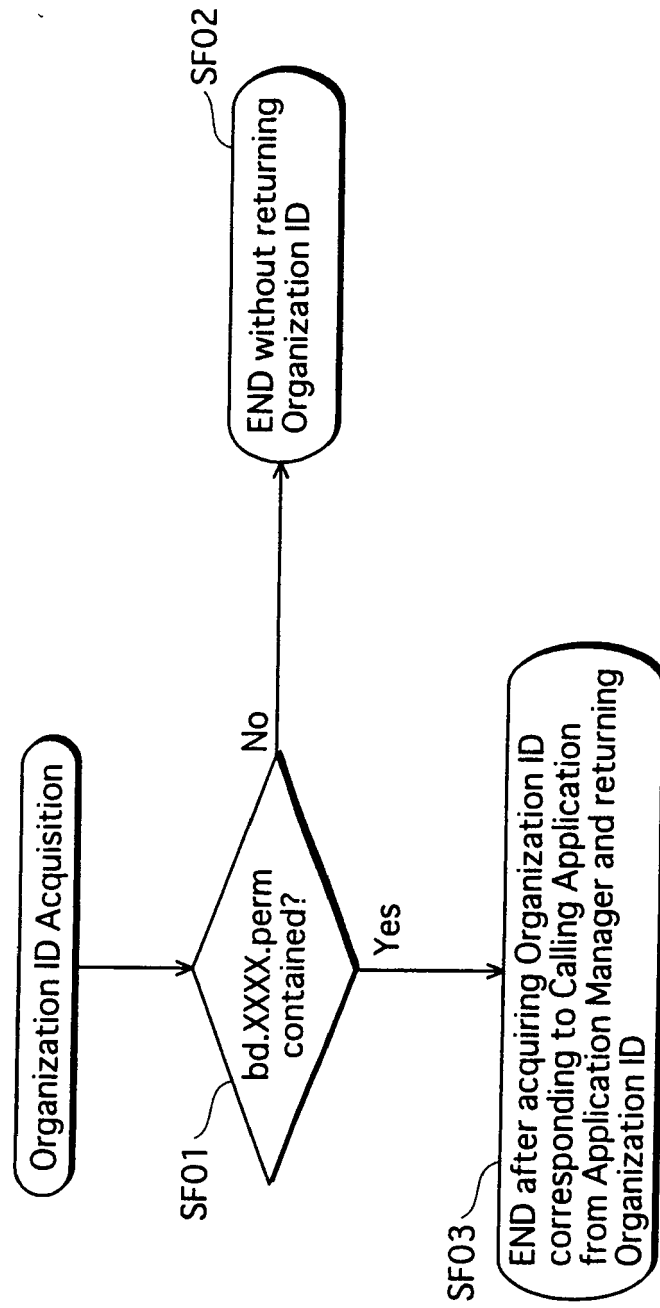 Organization ID Acquisition
SF01
bd.XXXX.perm
contained?
No
SF02
END without returning
Organization ID
Yes
SF03
END after acquiring Organization ID
corresponding to Calling Application
from Application Manager and returning
Organization ID